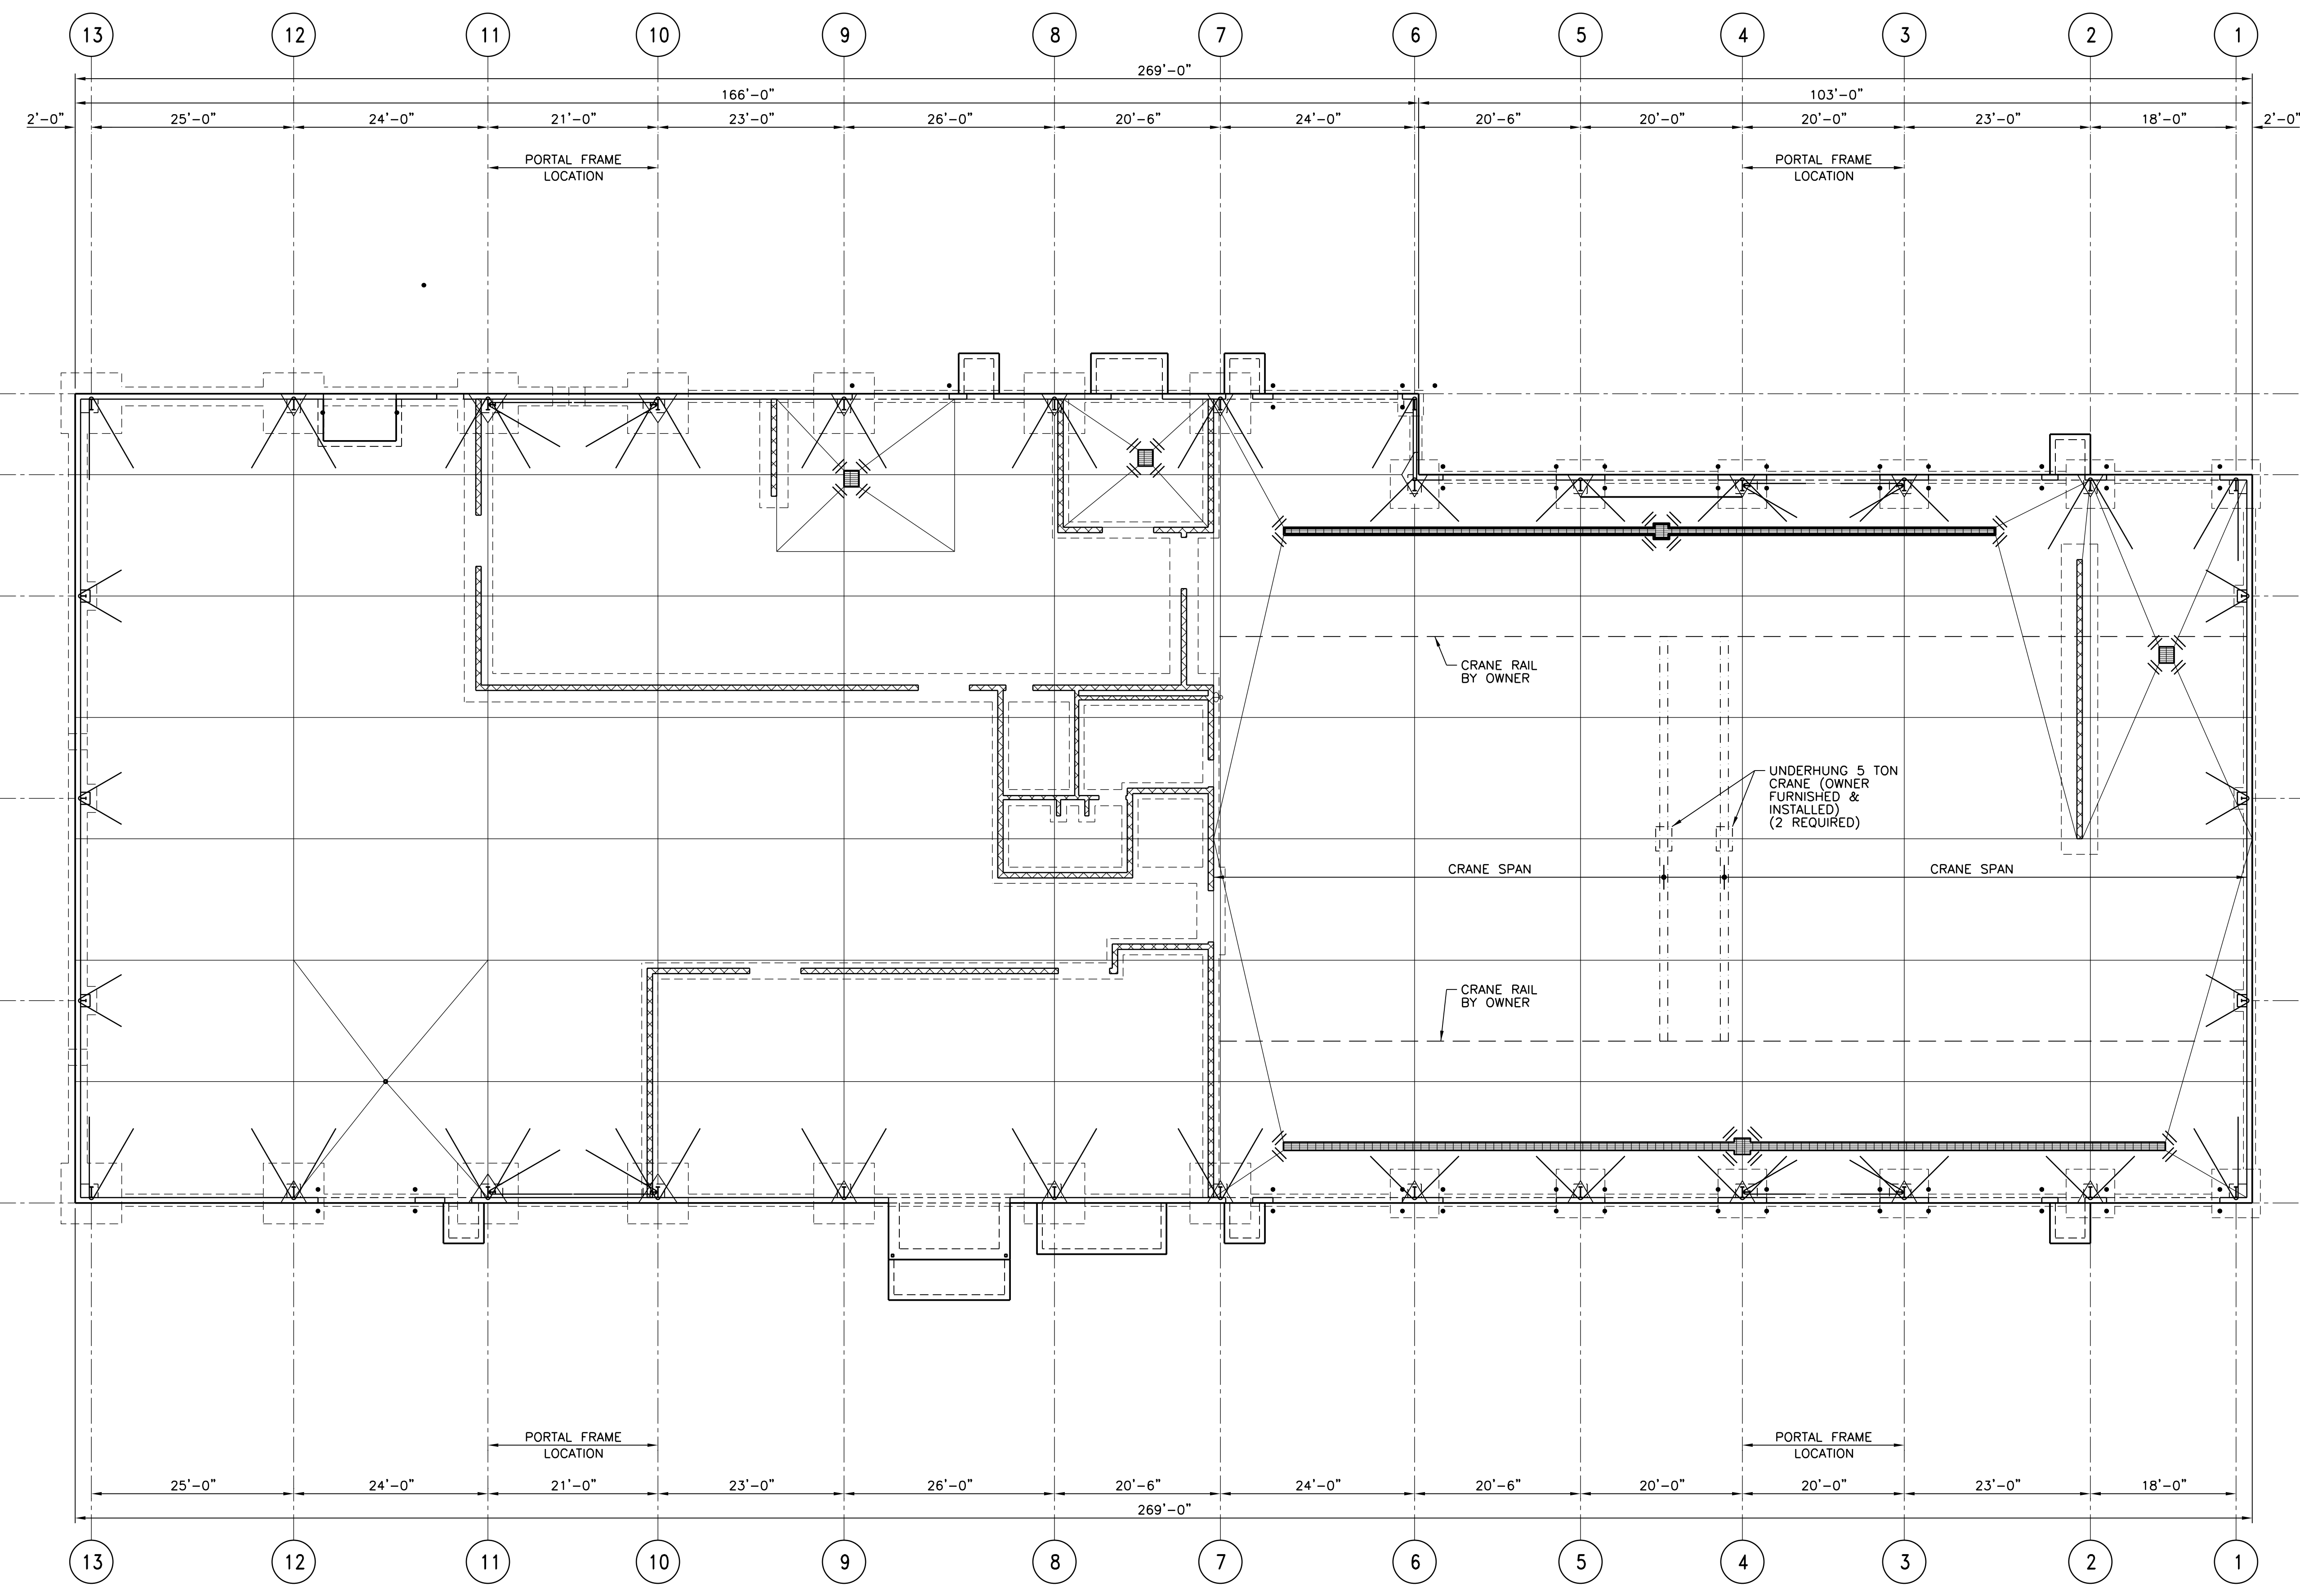 13 12 11 10 9 8 7 6 5 4 3 2 1
269'-0"
166'-0" 103'-0"
2'-0" 25'-0" 24'-0" 21'-0" 23'-0" 26'-0" 20'-6" 24'-0" 20'-6" 20'-0" 20'-0" 23'-0" 18'-0" 2'-0"
PORTAL FRAME
LOCATION
PORTAL FRAME
LOCATION
CRANE RAIL
BY OWNER
UNDERHUNG 5 TON
CRANE (OWNER
FURNISHED &
INSTALLED)
(2 REQUIRED)
CRANE SPAN CRANE SPAN
CRANE RAIL
BY OWNER
PORTAL FRAME
LOCATION
PORTAL FRAME
LOCATION
25'-0" 24'-0" 21'-0" 23'-0" 26'-0" 20'-6" 24'-0" 20'-6" 20'-0" 20'-0" 23'-0" 18'-0"
269'-0"
13 12 11 10 9 8 7 6 5 4 3 2 1